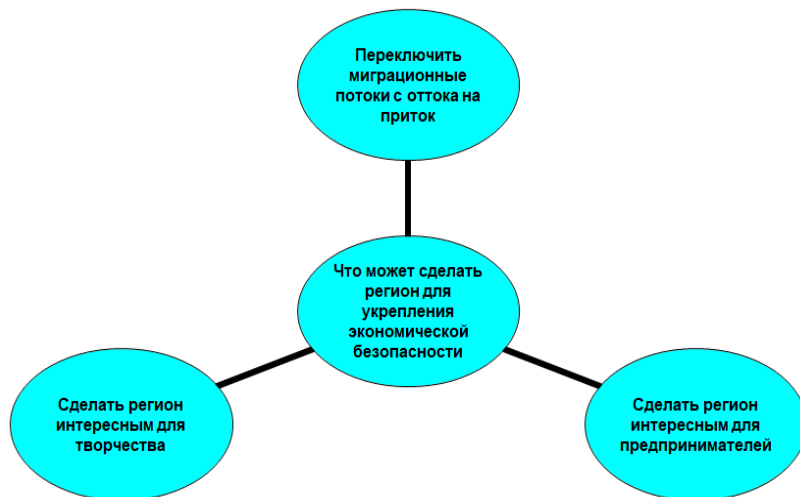 Переключить
миграционные
потоки с оттока на
приток
Что может сделать
регион для
укрепления
экономической
безопасности
Сделать регион
интересным для
творчества
Сделать регион
интересным для
предпринимателей